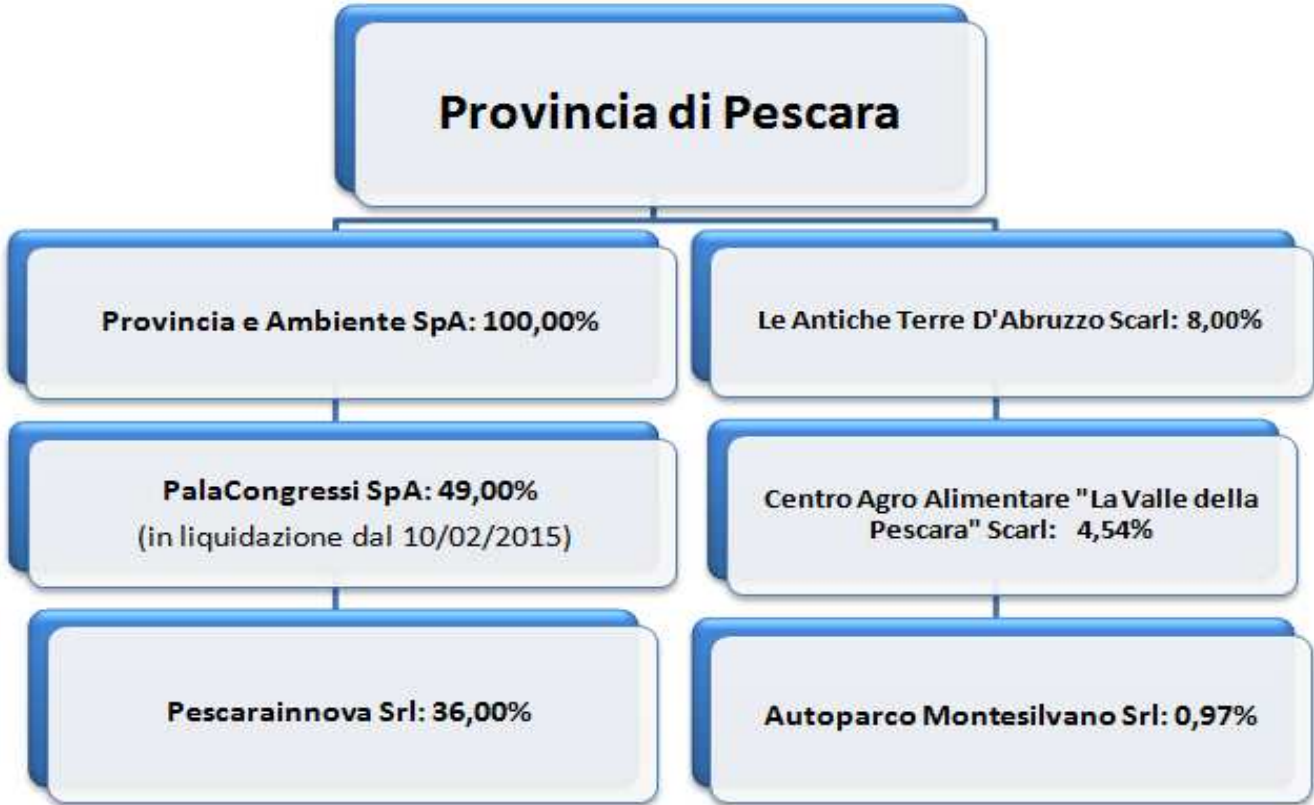 Provincia di Pescara
Provincia e Ambiente SpA: 100,00%
Le Antiche Terre D'Abruzzo Scarl: 8,00%
PalaCongressi SpA: 49,00%
(in liquidazione dal 10/02/2015)
Centro Agro Alimentare "La Valle della
Pescara" Scarl: 4,54%
Pescarainnova Srl: 36,00%
Autoparco Montesilvano Srl: 0,97%